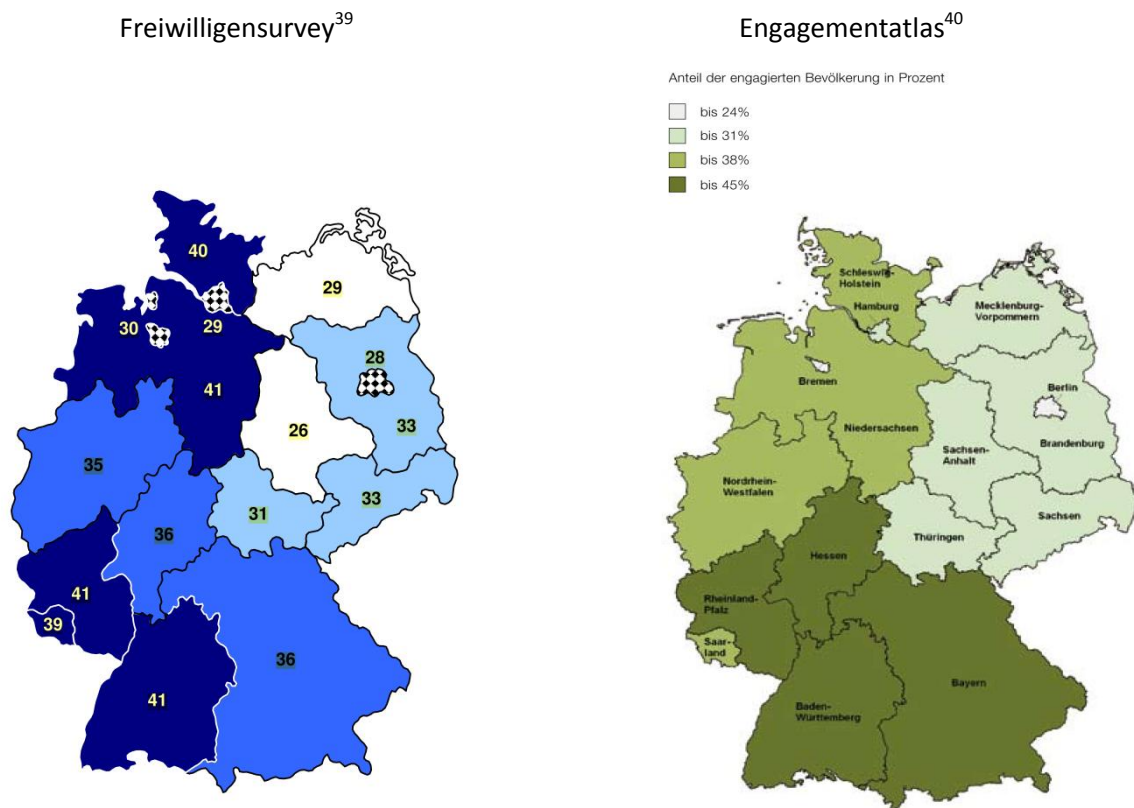 Freiwilligensurvey³⁹
Engagementatlas⁴⁰
Anteil der engagierten Bevölkerung in Prozent
bis 24%
bis 31%
bis 38%
bis 45%
40
29
30
29
28
41
26
33
35
33
31
36
41
39
36
41
Schleswig-
Holstein
Hamburg
Mecklenburg-
Vorpommern
Bremen
Berlin
Niedersachsen
Brandenburg
Sachsen-
Anhalt
Nordrhein-
Westfalen
Sachsen
Thüringen
Hessen
Rheinland-
Pfalz
Saar-
land
Bayern
Baden-
Württemberg